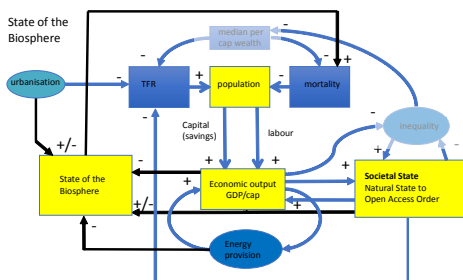 State of the
Biosphere
median per
cap wealth
-
-
+
urbanisation
-
TFR
+
population
-
mortality
Capital
(savings)
labour
inequality
+/-
-
+
+
+
+
-
State of the
Biosphere
Economic output
GDP/cap
+
Societal State
Natural State to
Open Access Order
+/-
+
+
+
-
Energy
provision